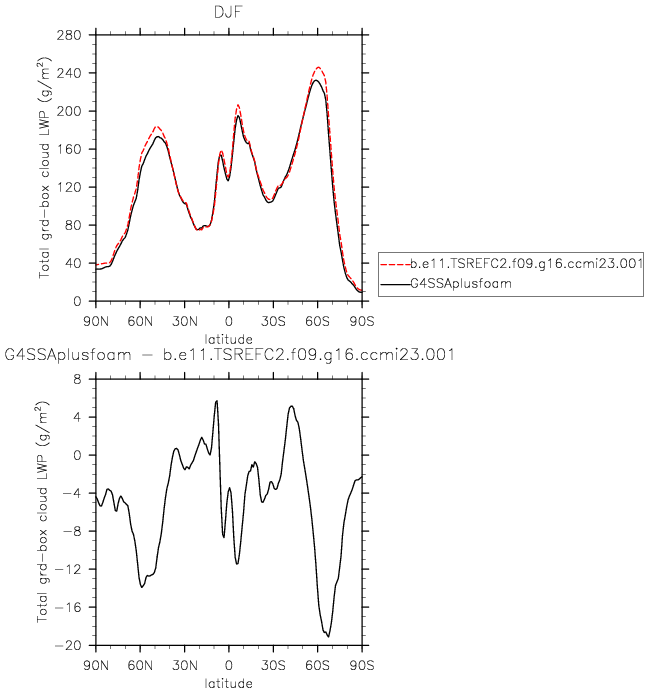 DJF
Total grd-box cloud LWP (g/m²)
280
240
200
160
120
80
40
0
90N 60N 30N 0 30S 60S 90S
latitude
b.e11.TSREFC2.f09.g16.ccmi23.001
G4SSAplusfoam
G4SSAplusfoam - b.e11.TSREFC2.f09.g16.ccmi23.001
Total grd-box cloud LWP (g/m²)
8
4
0
-4
-8
-12
-16
-20
90N 60N 30N 0 30S 60S 90S
latitude